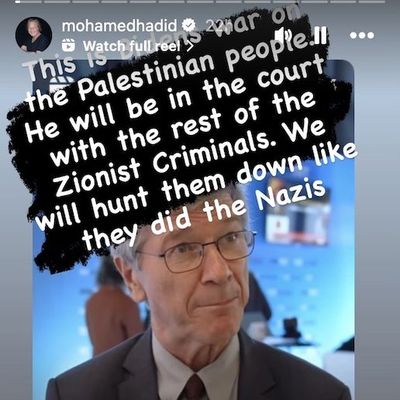 mohamedhadid 22h
Watch full reel >
This is war on
the Palestinian people.
He will be in the court
with the rest of the
Zionist Criminals. We
will hunt them down like
they did the Nazis